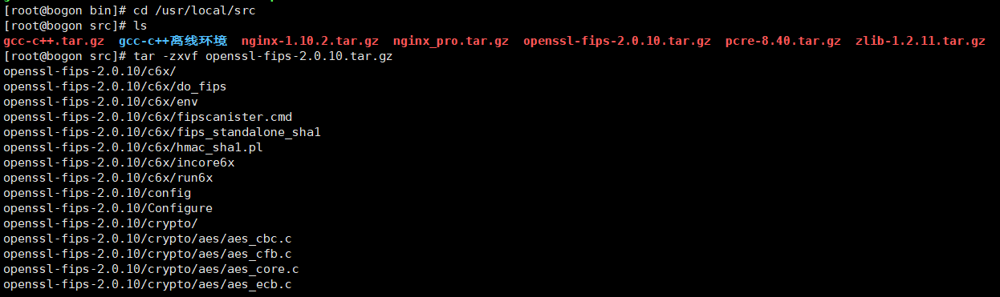 [root@bogon bin]# cd /usr/local/src
[root@bogon src]# ls
gcc-c++.tar.gz  gcc-c++离线环境  nginx-1.10.2.tar.gz  nginx_pro.tar.gz  openssl-fips-2.0.10.tar.gz  pcre-8.40.tar.gz  zlib-1.2.11.tar.gz
[root@bogon src]# tar -zxvf openssl-fips-2.0.10.tar.gz
openssl-fips-2.0.10/c6x/
openssl-fips-2.0.10/c6x/do_fips
openssl-fips-2.0.10/c6x/env
openssl-fips-2.0.10/c6x/fipscanister.cmd
openssl-fips-2.0.10/c6x/fips_standalone_sha1
openssl-fips-2.0.10/c6x/hmac_sha1.pl
openssl-fips-2.0.10/c6x/incore6x
openssl-fips-2.0.10/c6x/run6x
openssl-fips-2.0.10/config
openssl-fips-2.0.10/Configure
openssl-fips-2.0.10/crypto/
openssl-fips-2.0.10/crypto/aes/aes_cbc.c
openssl-fips-2.0.10/crypto/aes/aes_cfb.c
openssl-fips-2.0.10/crypto/aes/aes_core.c
openssl-fips-2.0.10/crypto/aes/aes_ecb.c